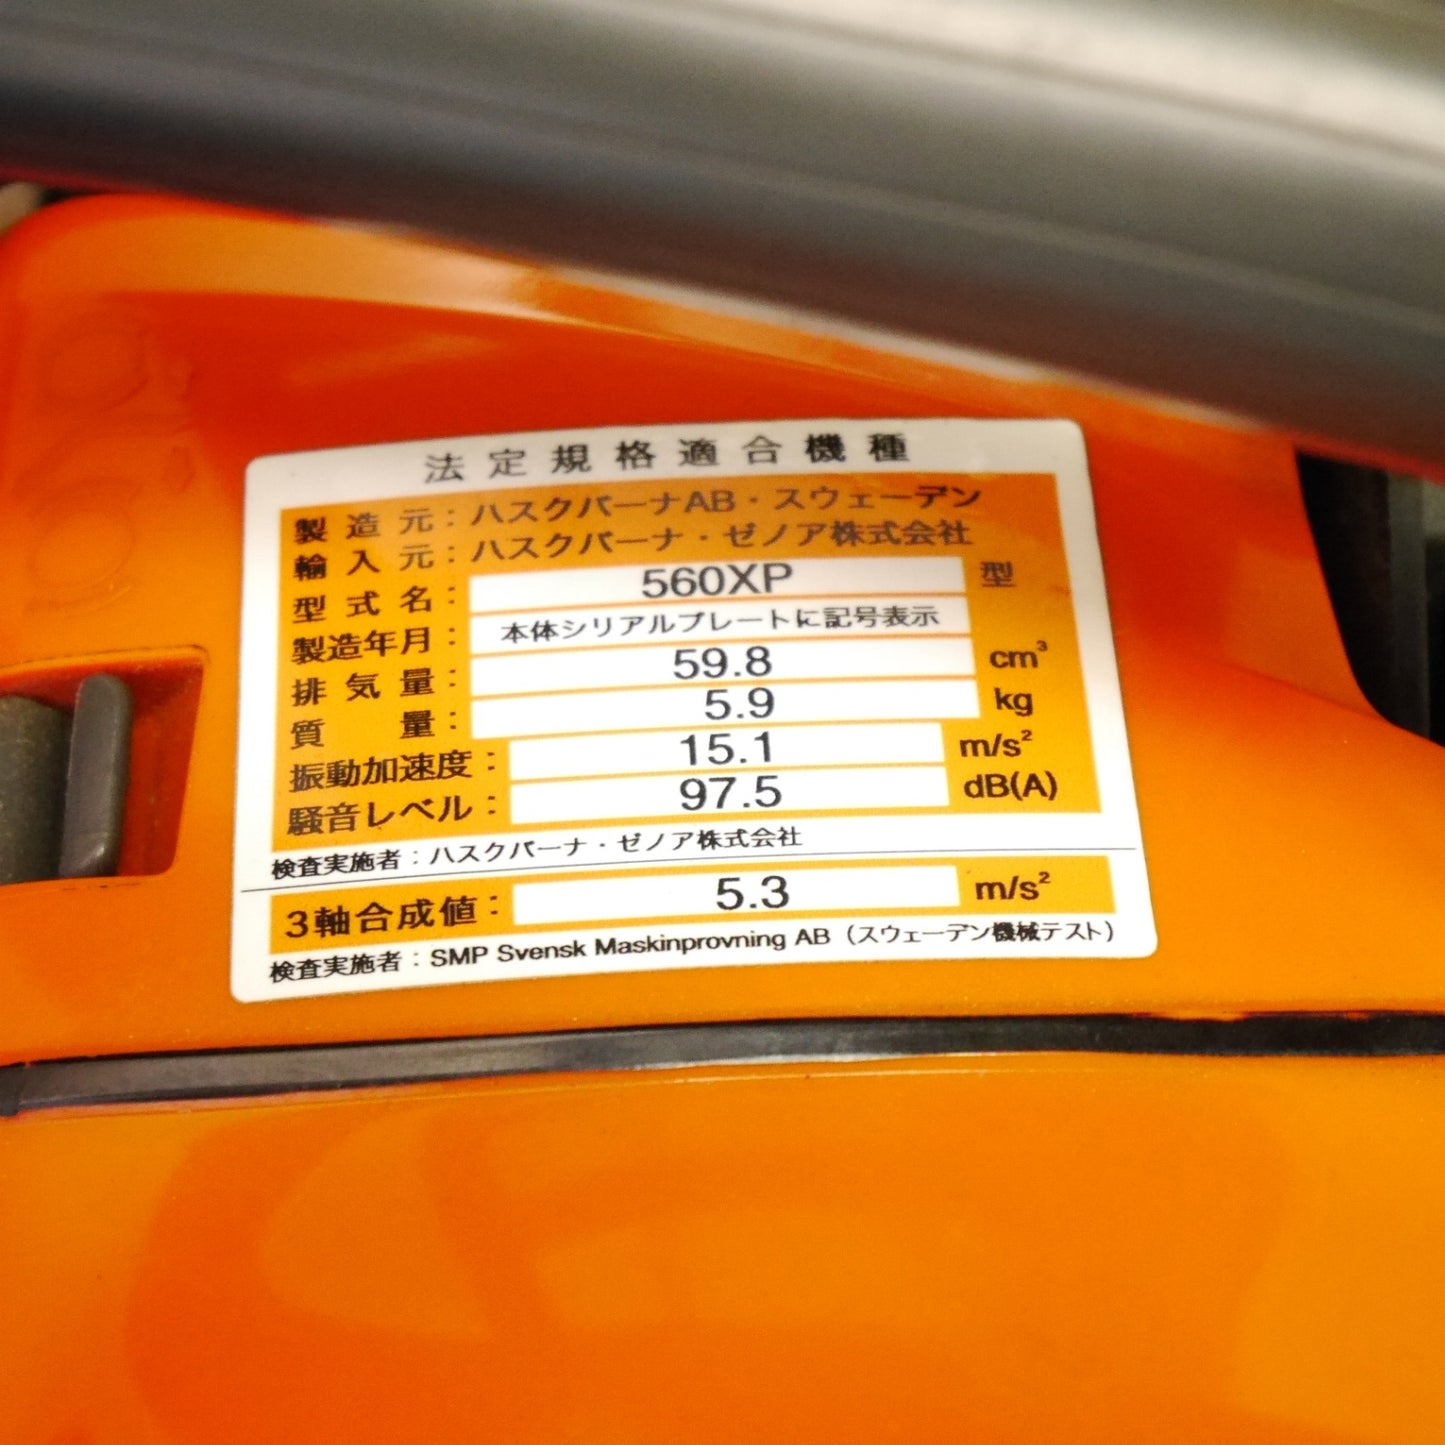 法定規格適合機種
製造元：ハスクバーナAB・スウェーデン
輸入元：ハスクバーナ・ゼノア株式会社
型式名： 560XP 型
製造年月： 本体シリアルプレートに記号表示
排気量： 59.8 cm³
質量： 5.9 kg
振動加速度： 15.1 m/s²
騒音レベル： 97.5 dB(A)
検査実施者：ハスクバーナ・ゼノア株式会社
3軸合成値： 5.3 m/s²
検査実施者：SMP Svensk Maskinprovning AB（スウェーデン機械テスト）